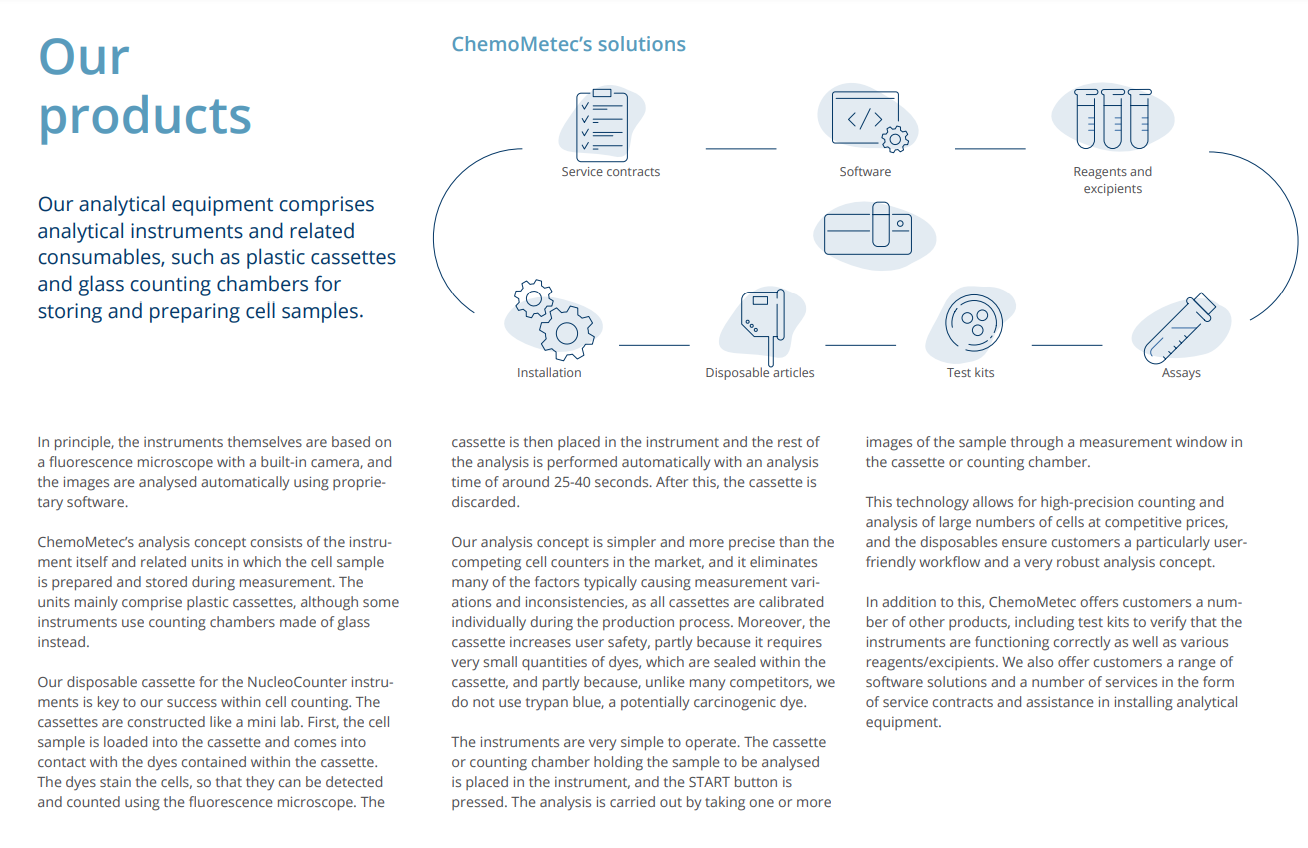 Our
products
Our analytical equipment comprises
analytical instruments and related
consumables, such as plastic cassettes
and glass counting chambers for
storing and preparing cell samples.
ChemoMetec’s solutions
Service contracts
Software
</>
Reagents and
excipients
Installation
Disposable articles
Test kits
Assays
In principle, the instruments themselves are based on
a fluorescence microscope with a built-in camera, and
the images are analysed automatically using proprie-
tary software.
ChemoMetec’s analysis concept consists of the instru-
ment itself and related units in which the cell sample
is prepared and stored during measurement. The
units mainly comprise plastic cassettes, although some
instruments use counting chambers made of glass
instead.
Our disposable cassette for the NucleoCounter instru-
ments is key to our success within cell counting. The
cassettes are constructed like a mini lab. First, the cell
sample is loaded into the cassette and comes into
contact with the dyes contained within the cassette.
The dyes stain the cells, so that they can be detected
and counted using the fluorescence microscope. The
cassette is then placed in the instrument and the rest of
the analysis is performed automatically with an analysis
time of around 25-40 seconds. After this, the cassette is
discarded.
Our analysis concept is simpler and more precise than the
competing cell counters in the market, and it eliminates
many of the factors typically causing measurement vari-
ations and inconsistencies, as all cassettes are calibrated
individually during the production process. Moreover, the
cassette increases user safety, partly because it requires
very small quantities of dyes, which are sealed within the
cassette, and partly because, unlike many competitors, we
do not use trypan blue, a potentially carcinogenic dye.
The instruments are very simple to operate. The cassette
or counting chamber holding the sample to be analysed
is placed in the instrument, and the START button is
pressed. The analysis is carried out by taking one or more
images of the sample through a measurement window in
the cassette or counting chamber.
This technology allows for high-precision counting and
analysis of large numbers of cells at competitive prices,
and the disposables ensure customers a particularly user-
friendly workflow and a very robust analysis concept.
In addition to this, ChemoMetec offers customers a num-
ber of other products, including test kits to verify that the
instruments are functioning correctly as well as various
reagents/excipients. We also offer customers a range of
software solutions and a number of services in the form
of service contracts and assistance in installing analytical
equipment.